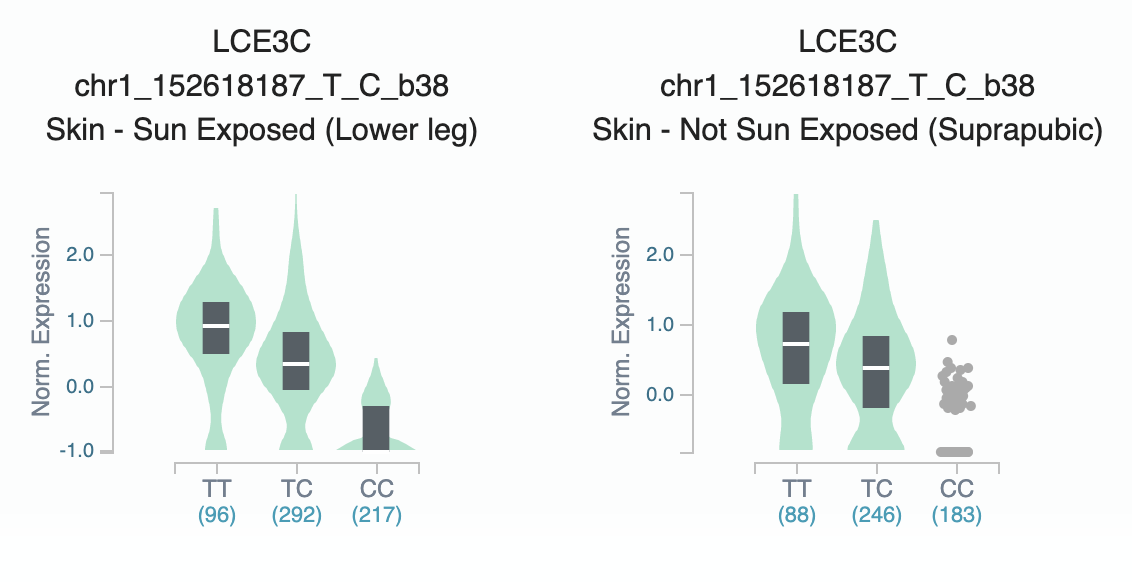 LCE3C
chr1_152618187_T_C_b38
Skin - Sun Exposed (Lower leg)
Norm. Expression
2.0
1.0
0.0
-1.0
TT
TC
CC
(96)
(292)
(217)
LCE3C
chr1_152618187_T_C_b38
Skin - Not Sun Exposed (Suprapubic)
Norm. Expression
2.0
1.0
0.0
TT
TC
CC
(88)
(246)
(183)